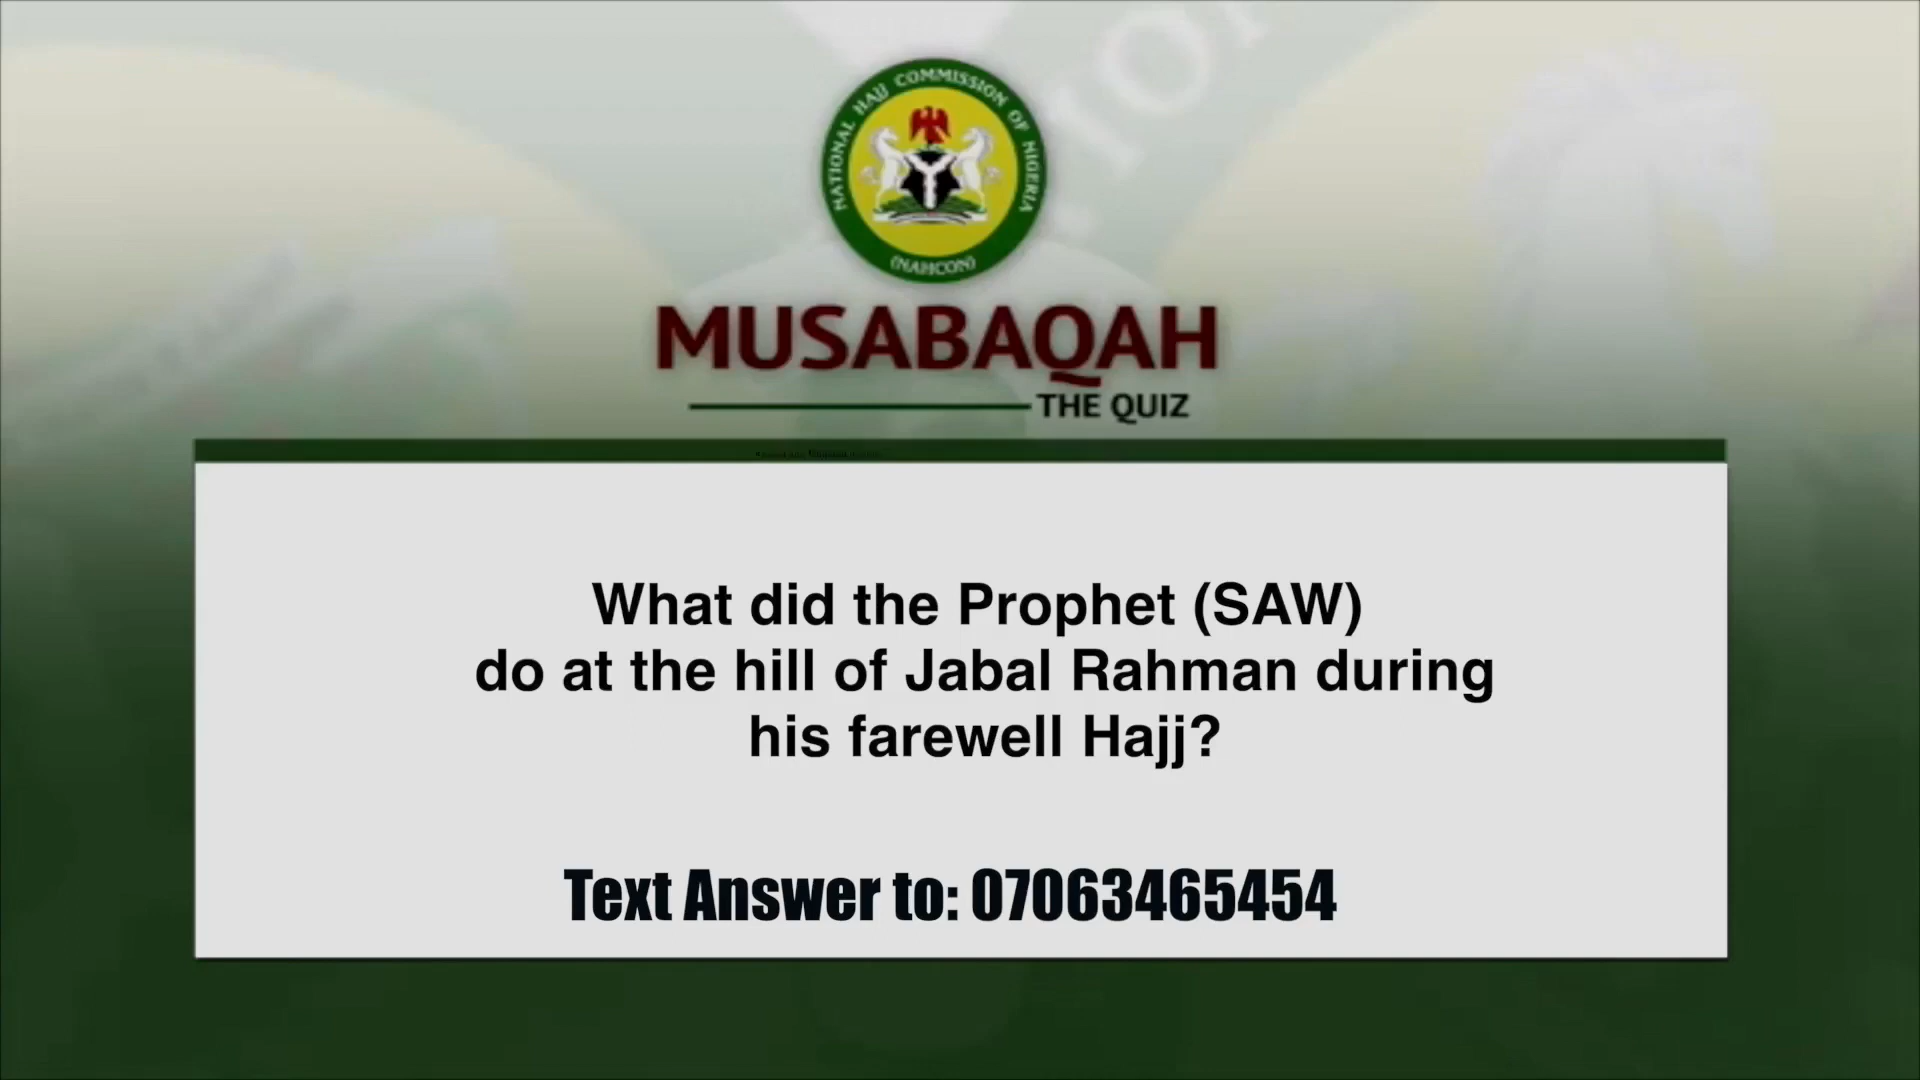 NATIONAL HAJJ COMMISSION OF NIGERIA
(NAHCON)
MUSABAQAH
THE QUIZ
What did the Prophet (SAW)
do at the hill of Jabal Rahman during
his farewell Hajj?
Text Answer to: 07063465454